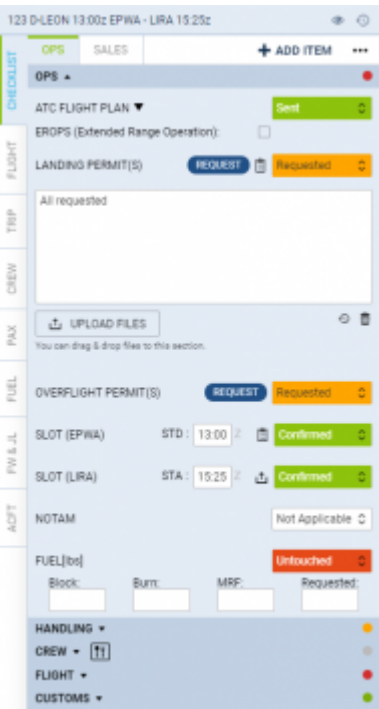 123 D-LEON 13:00z EPWA - LIRA 15:25z
OPS SALES + ADD ITEM •••
CHECKLIST
OPS
ATC FLIGHT PLAN Sent
EROPS (Extended Range Operation):
FLIGHT
LANDING PERMIT(S) REQUEST Requested
All requested
TRIP
CREW
UPLOAD FILES
PAX
You can drag & drop files to this section.
FUEL
OVERFLIGHT PERMIT(S) REQUEST Requested
SLOT (EPWA) STD: 13:00 Z Confirmed
FW & JL
SLOT (LIRA) STA: 15:25 Z Confirmed
ACFT
NOTAM Not Applicable
FUEL[lbs] Untouched
Block: Burn: MRF: Requested:
HANDLING
CREW
FLIGHT
CUSTOMS